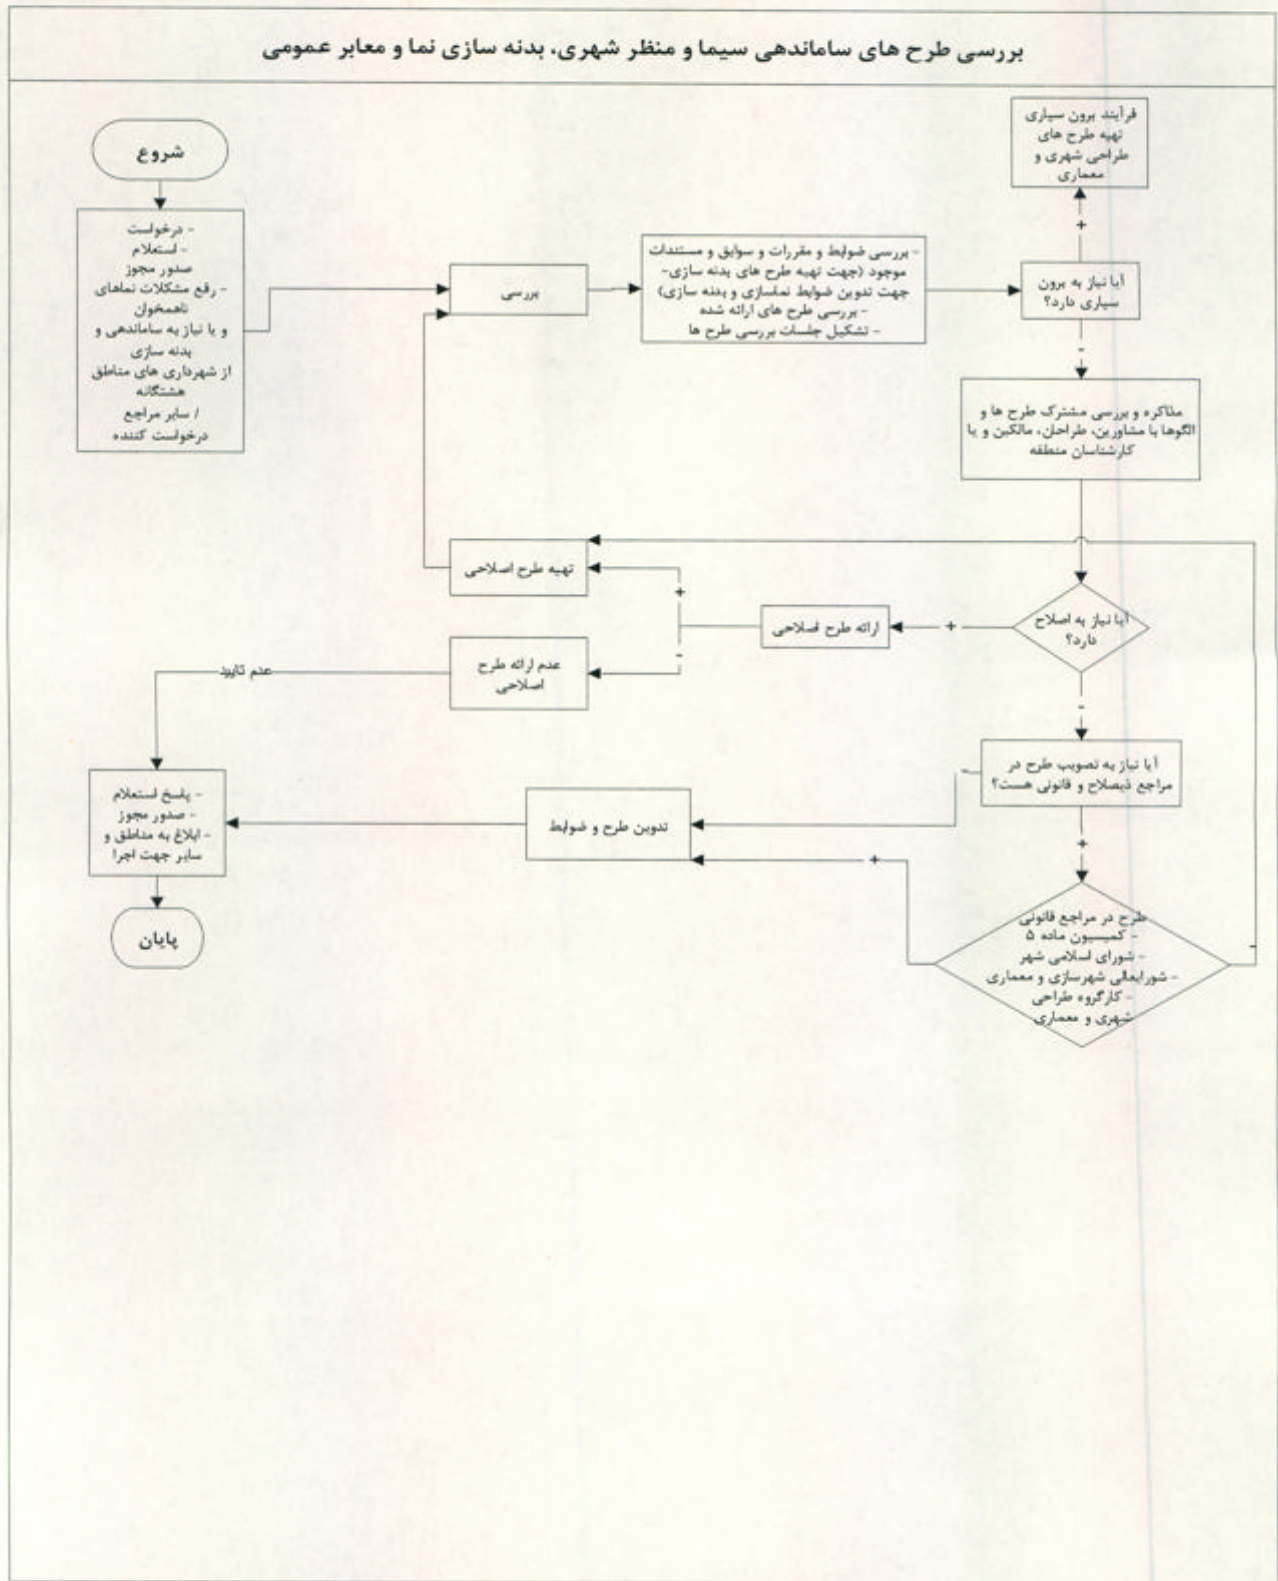 بررسی طرح های ساماندهی سیما و منظر شهری، بدنه سازی نما و معابر عمومی
شروع
- درخواست
- استعلام
صدور مجوز
- رفع مشکلات نماهای
ناهمخوان
و یا نیاز به ساماندهی و
بدنه سازی
از شهرداری های مناطق
هشتگانه
/ سایر مراجع
درخواست کننده
بررسی
- بررسی ضوابط و مقررات و سوابق و مستندات
موجود (جهت تهیه طرح های بدنه سازی-
جهت تدوین ضوابط نماسازی و بدنه سازی)
- بررسی طرح های ارائه شده
- تشکیل جلسات بررسی طرح ها
آیا نیاز به برون
سپاری دارد؟
+
فرآیند برون سپاری
تهیه طرح های
طراحی شهری و
معماری
-
مذاکره و بررسی مشترک طرح ها و
الگوها با مشاورین، طراحان، مالکین و یا
کارشناسان منطقه
آیا نیاز به اصلاح
دارد؟
+
ارائه طرح اصلاحی
+
تهیه طرح اصلاحی
-
عدم ارائه طرح
اصلاحی
عدم تایید
-
آیا نیاز به تصویب طرح در
مراجع ذیصلاح و قانونی هست؟
-
+
طرح در مراجع قانونی
- کمیسیون ماده ۵
- شورای اسلامی شهر
- شورایعالی شهرسازی و معماری
- کارگروه طراحی
شهری و معماری
-
+
تدوین طرح و ضوابط
- پاسخ استعلام
- صدور مجوز
- ابلاغ به مناطق و
سایر جهت اجرا
پایان